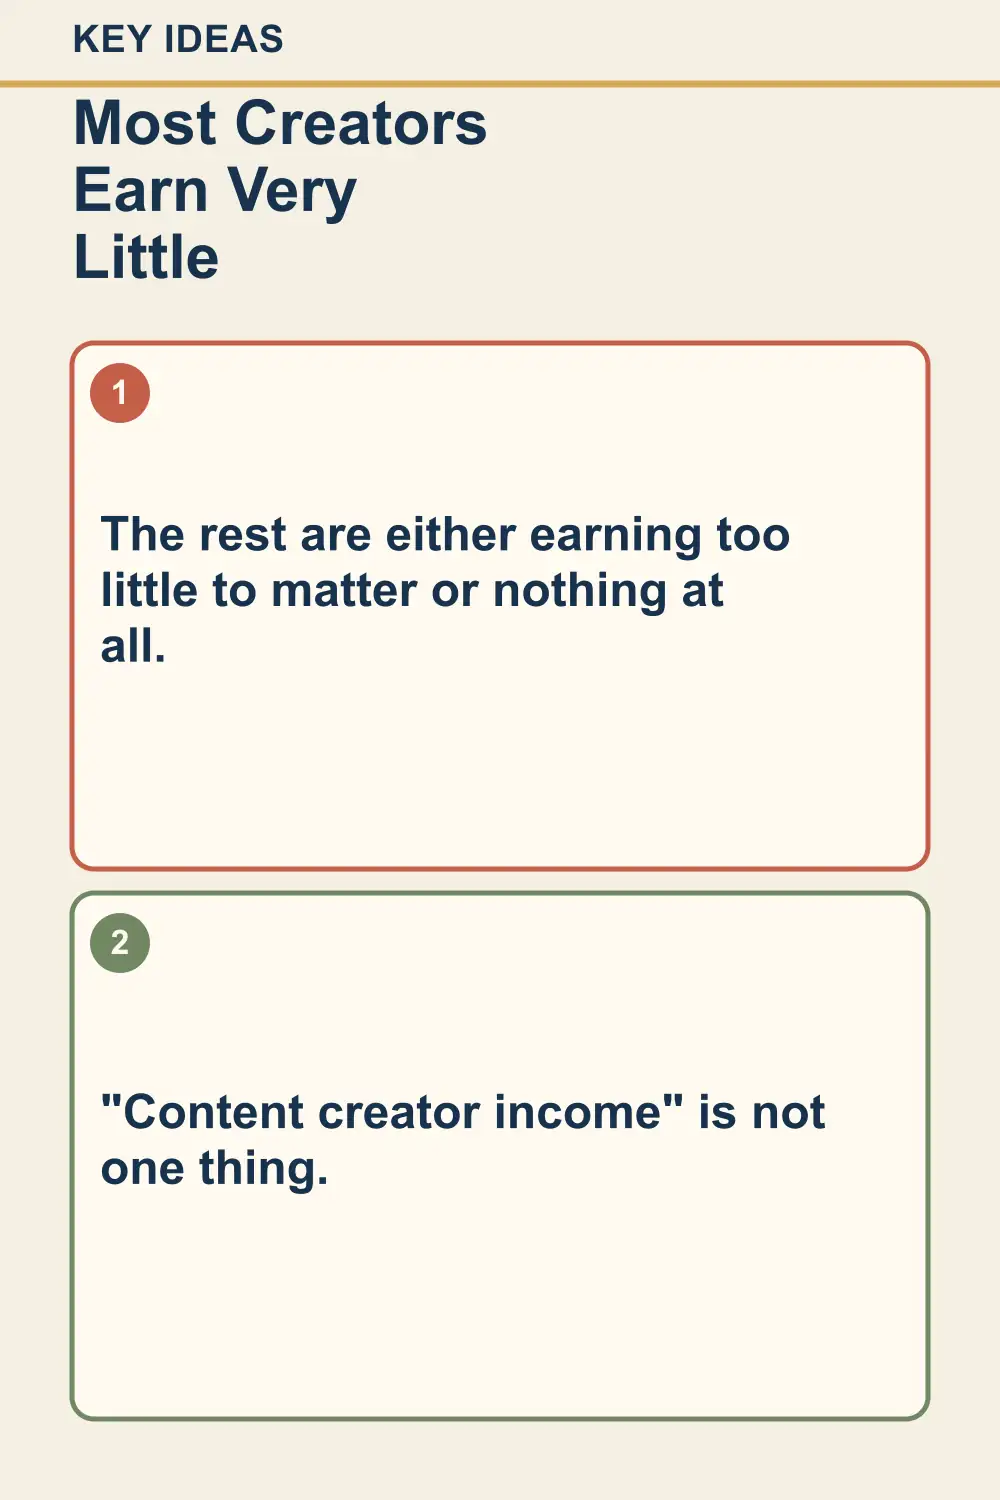 KEY IDEAS
Most Creators
Earn Very
Little
1
The rest are either earning too
little to matter or nothing at
all.
2
"Content creator income" is not
one thing.